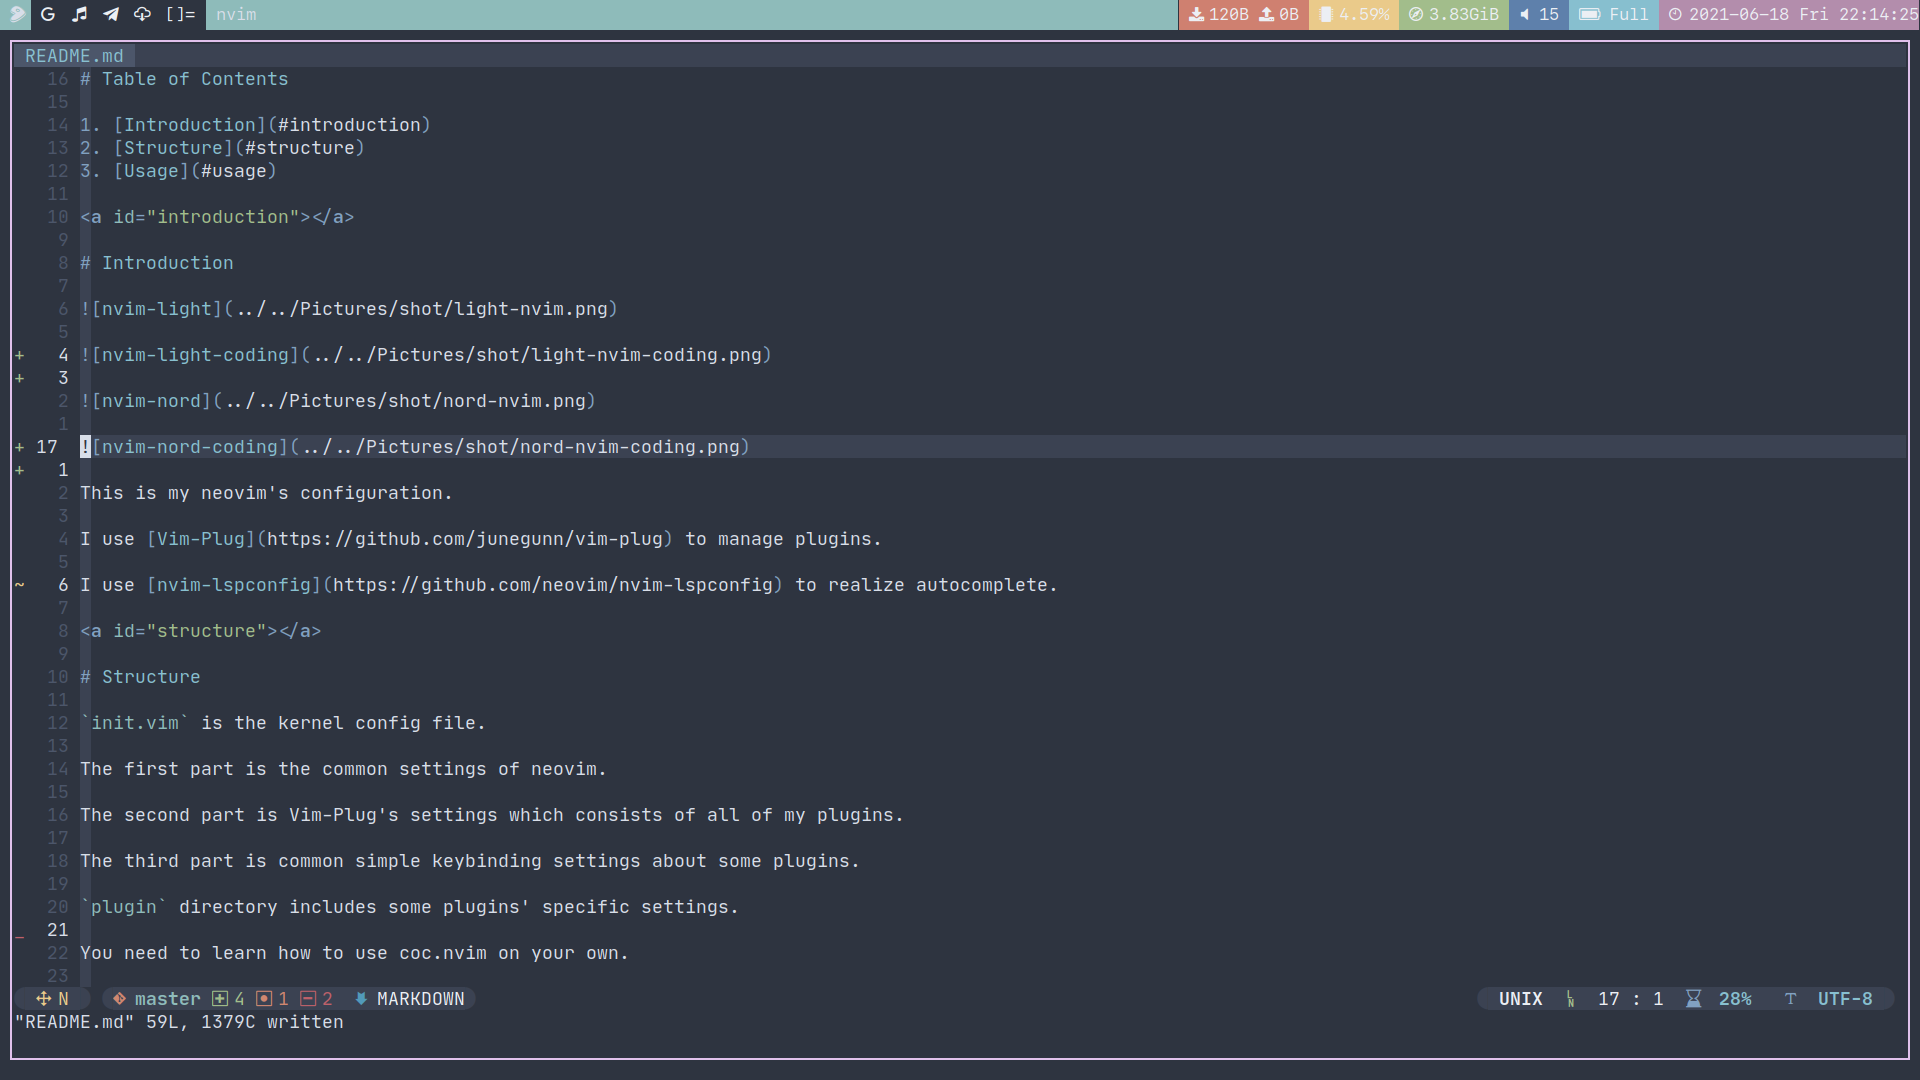 G []= nvim 120B 0B 4.59% 3.83GiB 15 Full 2021-06-18 Fri 22:14:25
README.md
16 # Table of Contents
15
14 1. [Introduction](#introduction)
13 2. [Structure](#structure)
12 3. [Usage](#usage)
11
10 <a id="introduction"></a>
9
8 # Introduction
7
6 ![nvim-light](../../Pictures/shot/light-nvim.png)
5
+ 4 ![nvim-light-coding](../../Pictures/shot/light-nvim-coding.png)
+ 3
2 ![nvim-nord](../../Pictures/shot/nord-nvim.png)
1
+ 17 ![nvim-nord-coding](../../Pictures/shot/nord-nvim-coding.png)
+ 1
2 This is my neovim's configuration.
3
4 I use [Vim-Plug](https://github.com/junegunn/vim-plug) to manage plugins.
5
~ 6 I use [nvim-lspconfig](https://github.com/neovim/nvim-lspconfig) to realize autocomplete.
7
8 <a id="structure"></a>
9
10 # Structure
11
12 `init.vim` is the kernel config file.
13
14 The first part is the common settings of neovim.
15
16 The second part is Vim-Plug's settings which consists of all of my plugins.
17
18 The third part is common simple keybinding settings about some plugins.
19
20 `plugin` directory includes some plugins' specific settings.
_ 21
22 You need to learn how to use coc.nvim on your own.
23
N master 4 1 2 MARKDOWN UNIX LN 17 : 1 28% T UTF-8
"README.md" 59L, 1379C written